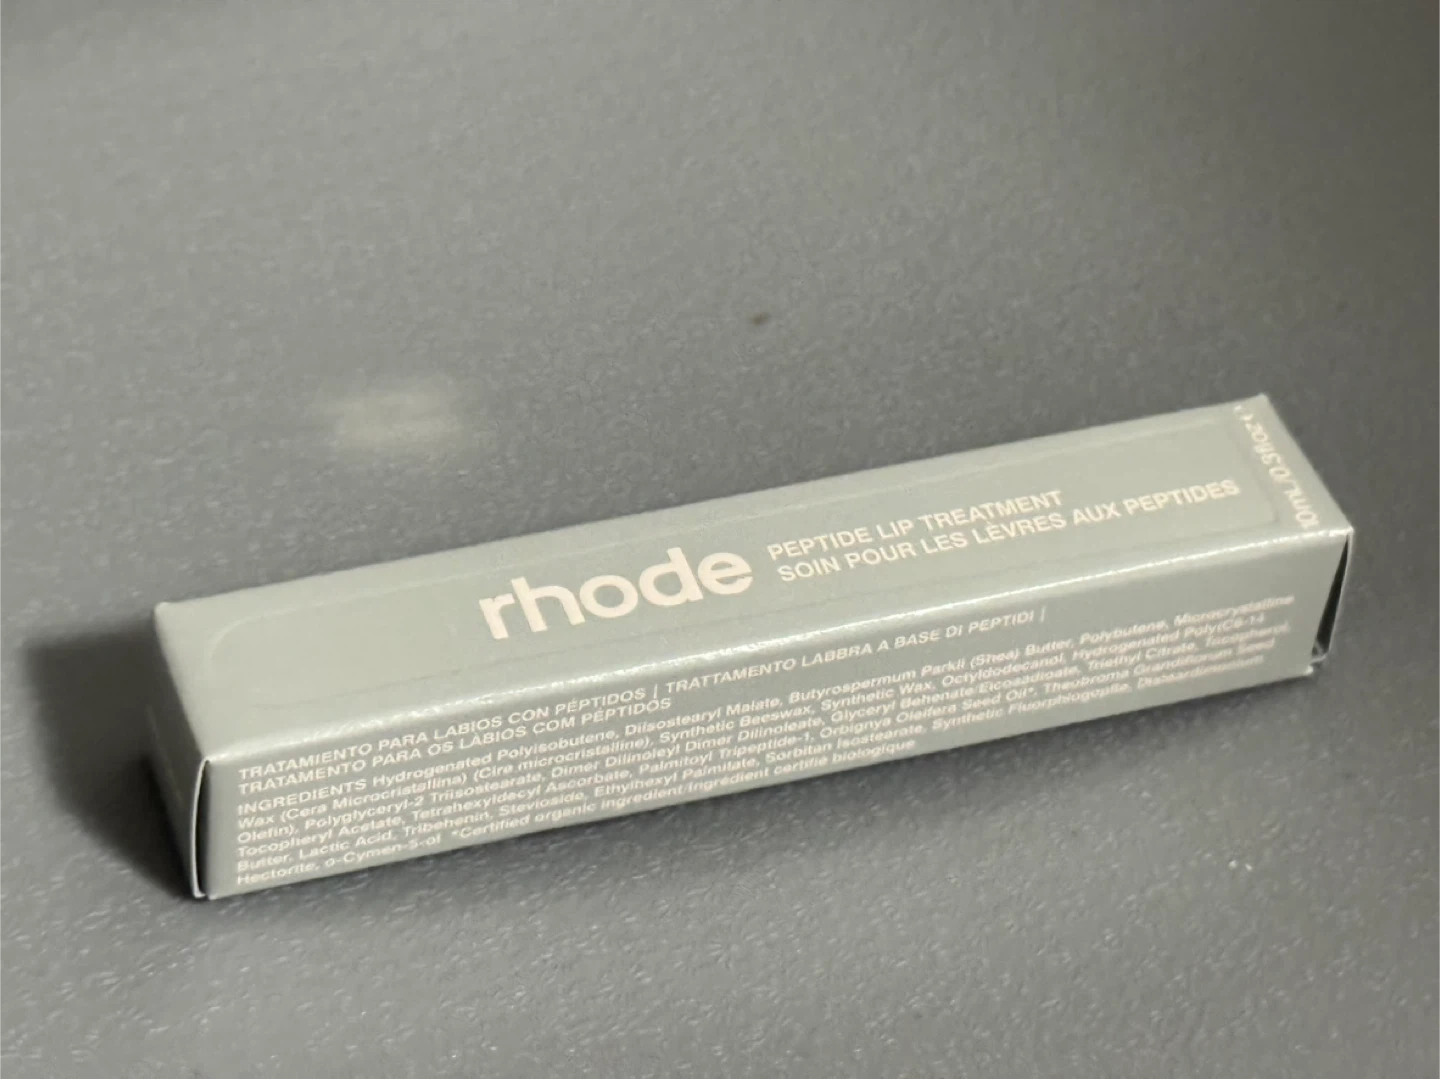 rhode
PEPTIDE LIP TREATMENT
SOIN POUR LES LÈVRES AUX PEPTIDES
10mL/0.3floz
TRATAMIENTO PARA LABIOS CON PÉPTIDOS | TRATTAMENTO LABBRA A BASE DI PEPTIDI |
TRATAMENTO PARA OS LÁBIOS COM PÉPTIDOS
INGREDIENTS Hydrogenated Polyisobutene, Diisostearyl Malate, Butyrospermum Parkii (Shea) Butter, Polybutene, Microcrystalline
Wax (Cera Microcristallina) (Cire microcristalline), Synthetic Beeswax, Synthetic Wax, Octyldodecanol, Hydrogenated Poly(C6-14
Olefin), Polyglyceryl-2 Triisostearate, Dimer Dilinoleyl Dimer Dilinoleate, Glyceryl Behenate/Eicosadioate, Triethyl Citrate, Tocopherol,
Tocopheryl Acetate, Tetrahexyldecyl Ascorbate, Palmitoyl Tripeptide-1, Orbignya Oleifera Seed Oil*, Theobroma Grandiflorum Seed
Butter, Lactic Acid, Tribehenin, Stevioside, Ethylhexyl Palmitate, Sorbitan Isostearate, Synthetic Fluorphlogopite, Disteardimonium
Hectorite, o-Cymen-5-ol *Certified organic ingredient/Ingrédient certifié biologique